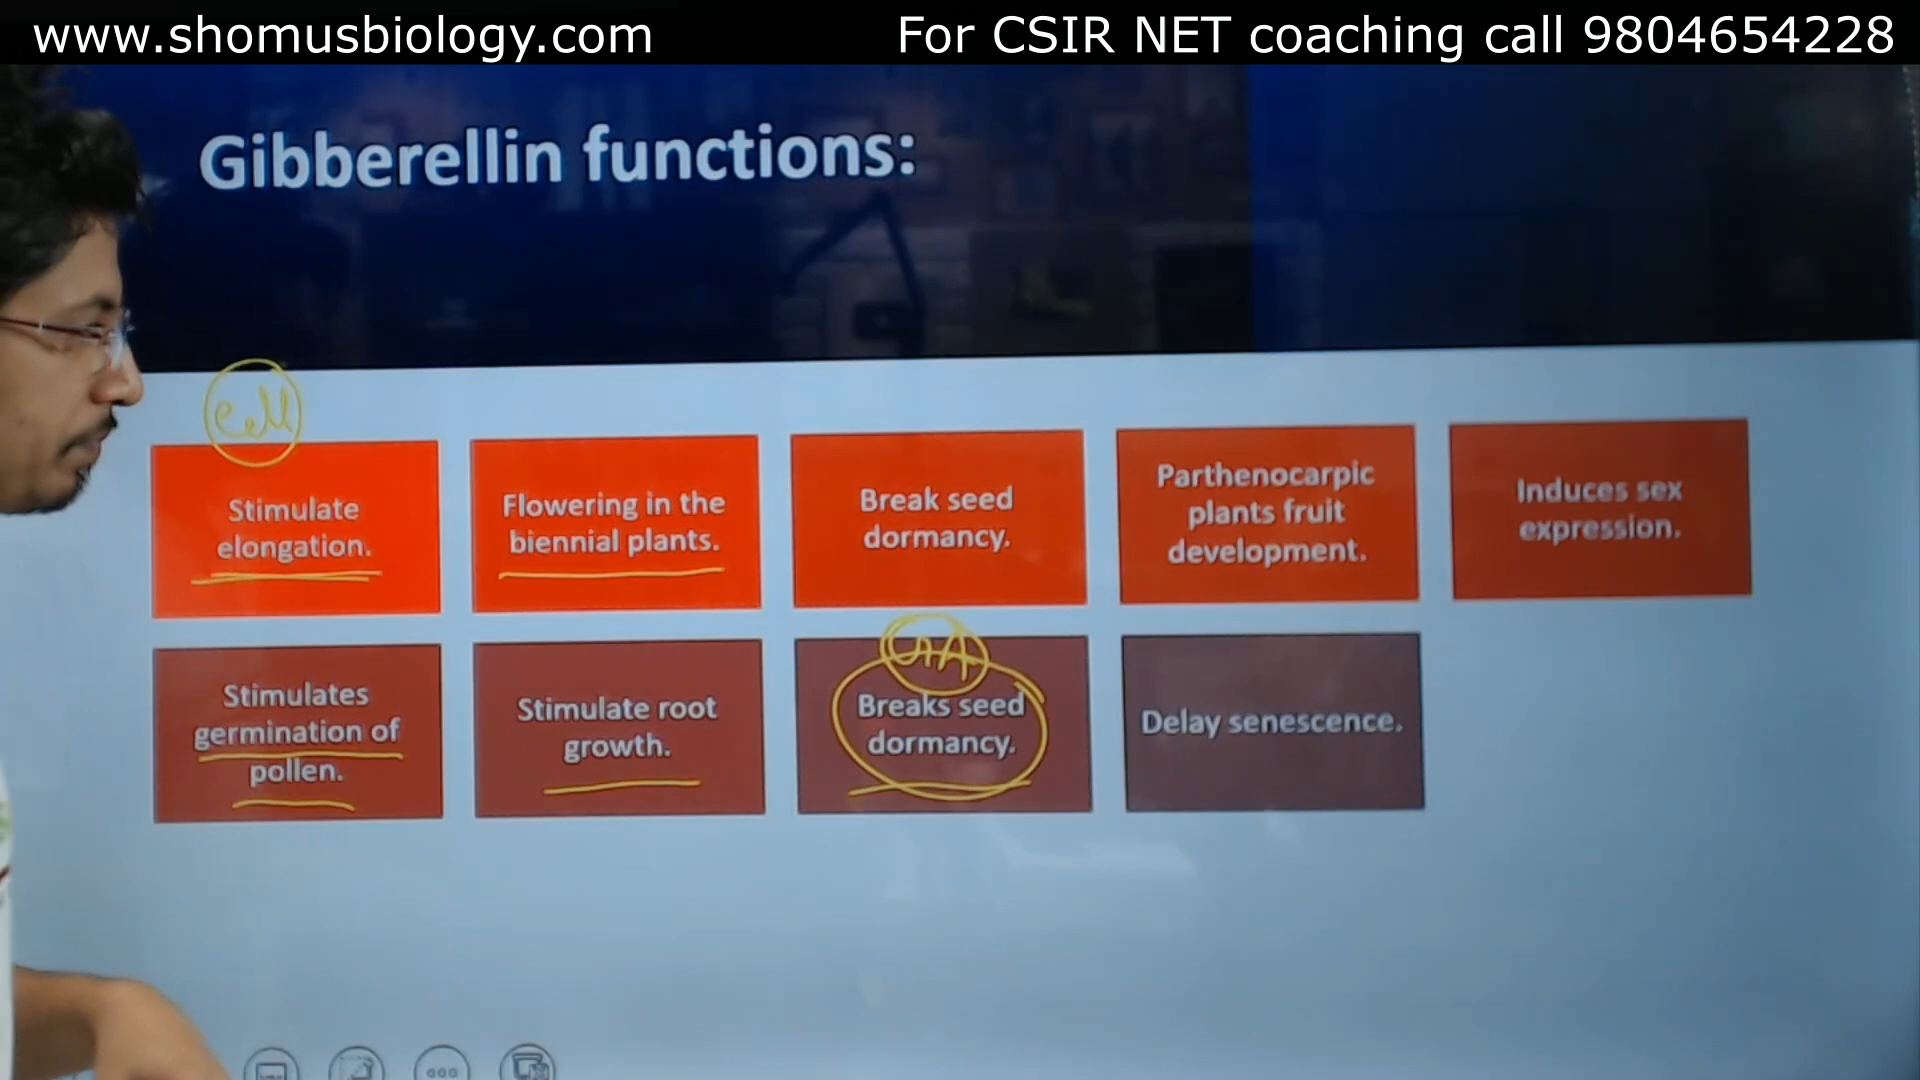 www.shomusbiology.com
For CSIR NET coaching call 9804654228
Gibberellin functions:
Cell
Stimulate
elongation.
Flowering in the
biennial plants.
Break seed
dormancy.
Parthenocarpic
plants fruit
development.
Induces sex
expression.
Stimulates
germination of
pollen.
Stimulate root
growth.
GA
Breaks seed
dormancy.
Delay senescence.